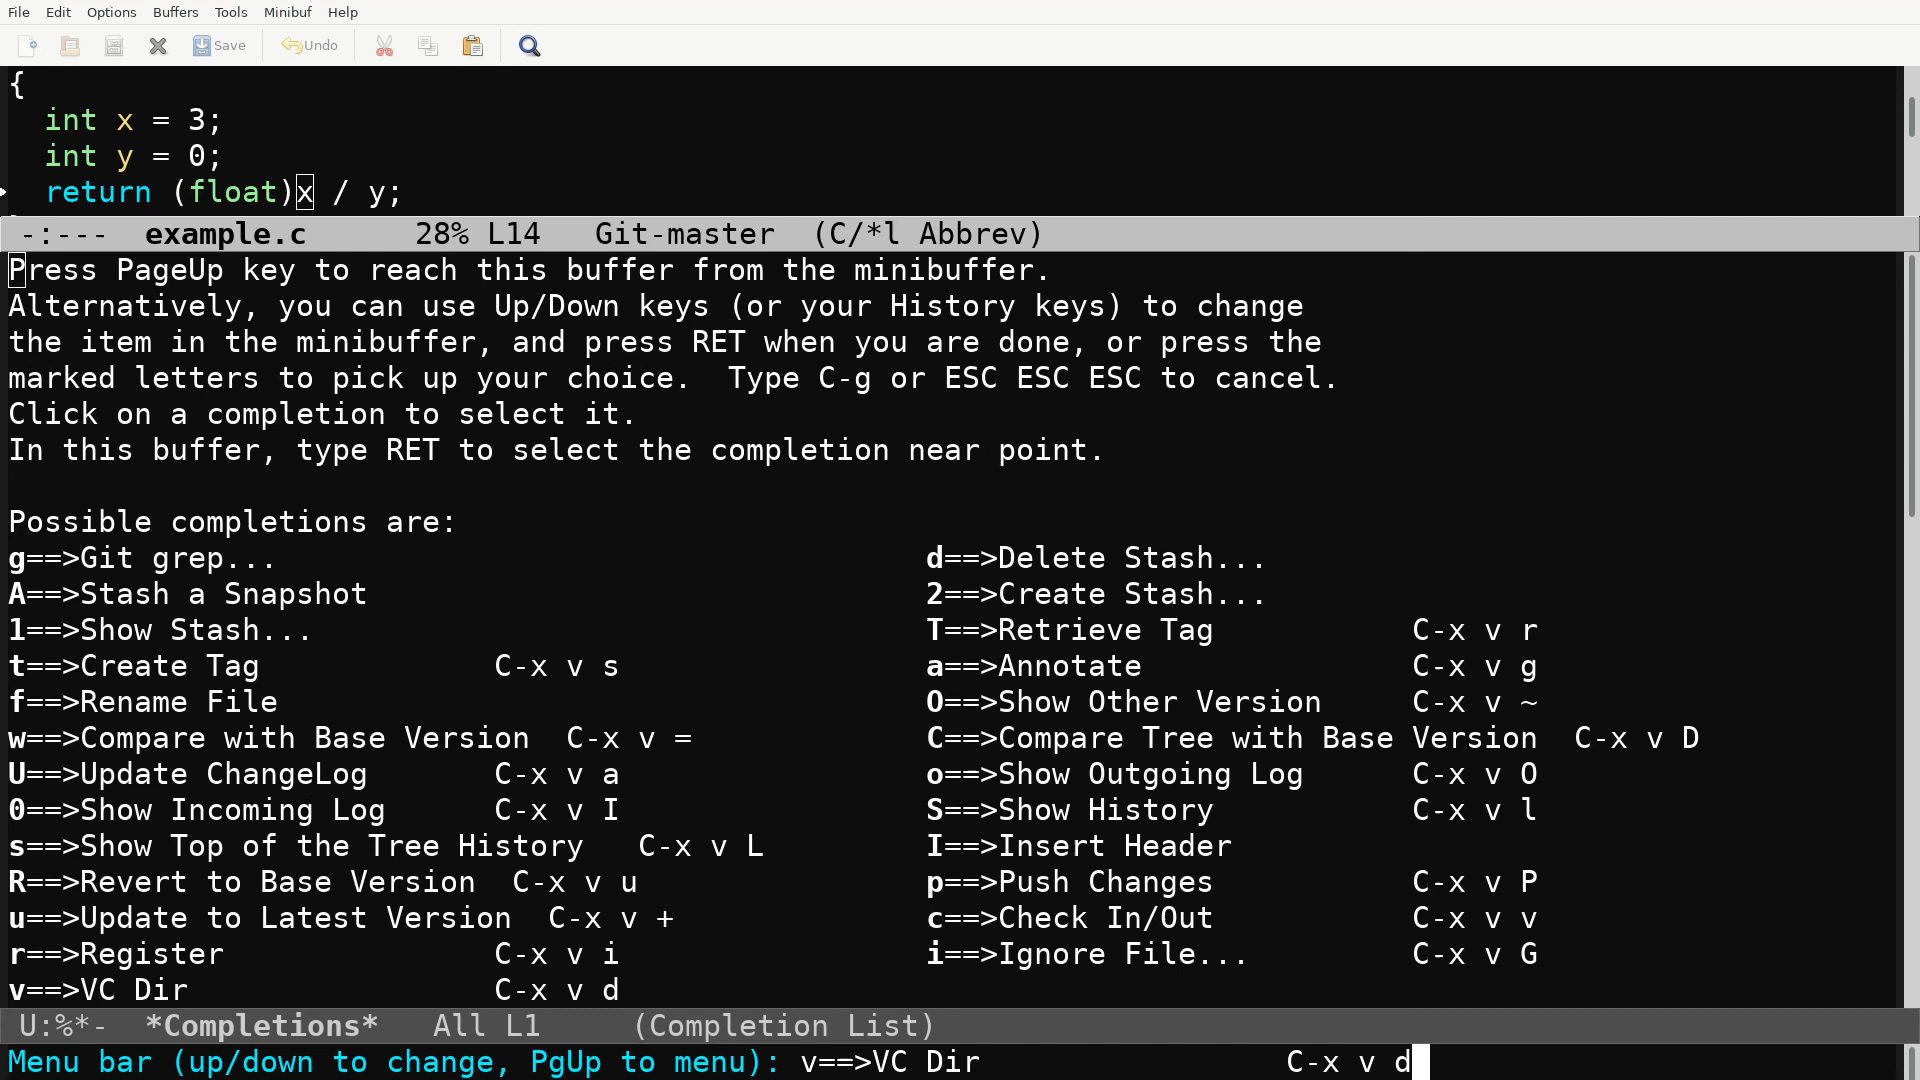 File Edit Options Buffers Tools Minibuf Help
Save Undo
{
  int x = 3;
  int y = 0;
  return (float)x / y;
-:--- example.c 28% L14 Git-master (C/*l Abbrev)
Press PageUp key to reach this buffer from the minibuffer.
Alternatively, you can use Up/Down keys (or your History keys) to change
the item in the minibuffer, and press RET when you are done, or press the
marked letters to pick up your choice.  Type C-g or ESC ESC ESC to cancel.
Click on a completion to select it.
In this buffer, type RET to select the completion near point.
Possible completions are:
g==>Git grep... d==>Delete Stash...
A==>Stash a Snapshot 2==>Create Stash...
1==>Show Stash... T==>Retrieve Tag C-x v r
t==>Create Tag C-x v s a==>Annotate C-x v g
f==>Rename File O==>Show Other Version C-x v ~
w==>Compare with Base Version C-x v = C==>Compare Tree with Base Version C-x v D
U==>Update ChangeLog C-x v a o==>Show Outgoing Log C-x v O
0==>Show Incoming Log C-x v I S==>Show History C-x v l
s==>Show Top of the Tree History C-x v L I==>Insert Header
R==>Revert to Base Version C-x v u p==>Push Changes C-x v P
u==>Update to Latest Version C-x v + c==>Check In/Out C-x v v
r==>Register C-x v i i==>Ignore File... C-x v G
v==>VC Dir C-x v d
U:%*- *Completions* All L1 (Completion List)
Menu bar (up/down to change, PgUp to menu): v==>VC Dir C-x v d